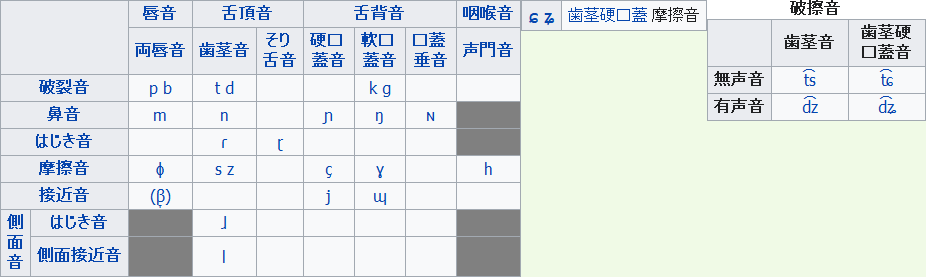 唇音 舌頂音 舌背音 咽喉音
両唇音 歯茎音 そり舌音 硬口蓋音 軟口蓋音 口蓋垂音 声門音
破裂音 p b t d k g
鼻音 m n ɲ ŋ ɴ
はじき音 ɾ ɽ
摩擦音 ɸ s z ç ɣ h
接近音 (β̞) j ɰ
側面音 はじき音 ɺ
側面接近音 l
ɕ ʑ 歯茎硬口蓋 摩擦音
破擦音
歯茎音 歯茎硬口蓋音
無声音 t͡s t͡ɕ
有声音 d͡z d͡ʑ